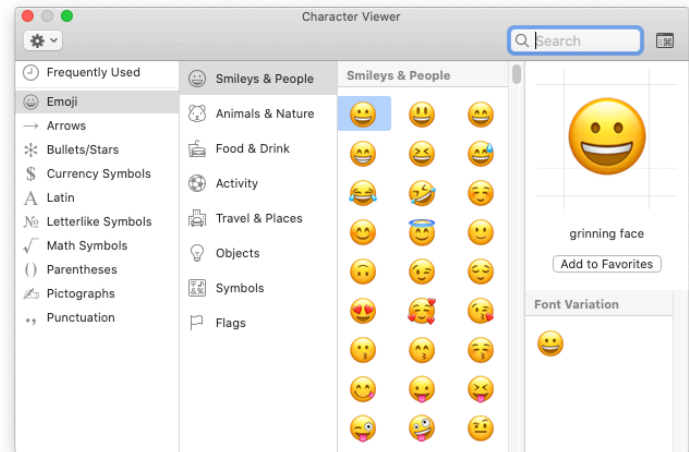 Character Viewer
Search
Frequently Used
Emoji
Arrows
Bullets/Stars
$ Currency Symbols
A Latin
№ Letterlike Symbols
√ Math Symbols
() Parentheses
Pictographs
Punctuation
Smileys & People
Animals & Nature
Food & Drink
Activity
Travel & Places
Objects
Symbols
Flags
Smileys & People
grinning face
Add to Favorites
Font Variation